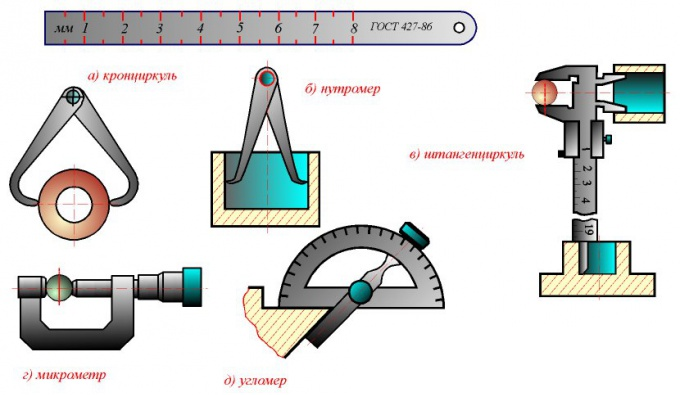 мм 1 2 3 4 5 6 7 8 ГОСТ 427-86
а) кронциркуль
б) нутромер
в) штангенциркуль
1
2
3
4
19
г) микрометр
д) угломер